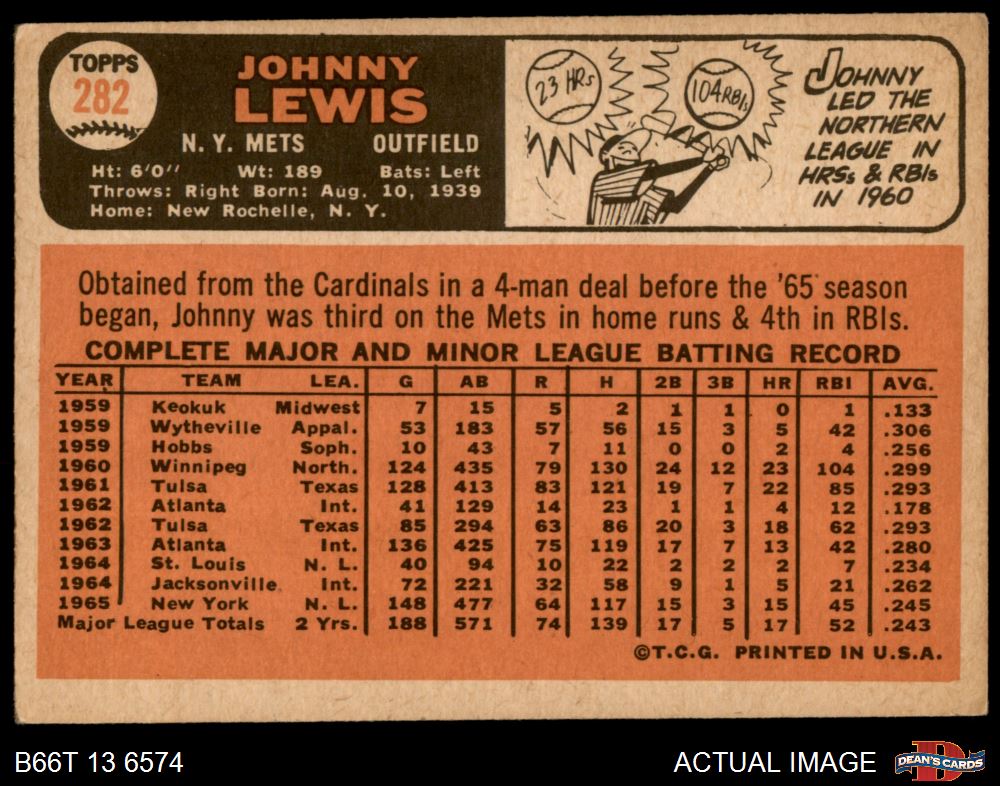 TOPPS
282
JOHNNY
LEWIS
N. Y. METS OUTFIELD
Ht: 6'0" Wt: 189 Bats: Left
Throws: Right Born: Aug. 10, 1939
Home: New Rochelle, N. Y.
23 HRs
104 RBIs
JOHNNY
LED THE
NORTHERN
LEAGUE IN
HRSs & RBIs
IN 1960
Obtained from the Cardinals in a 4-man deal before the '65 season
began, Johnny was third on the Mets in home runs & 4th in RBIs.
COMPLETE MAJOR AND MINOR LEAGUE BATTING RECORD
YEAR TEAM LEA. G AB R H 2B 3B HR RBI AVG.
1959 Keokuk Midwest 7 15 5 2 1 1 0 1 .133
1959 Wytheville Appal. 53 183 57 56 15 3 5 42 .306
1959 Hobbs Soph. 10 43 7 11 0 0 2 4 .256
1960 Winnipeg North. 124 435 79 130 24 12 23 104 .299
1961 Tulsa Texas 128 413 83 121 19 7 22 85 .293
1962 Atlanta Int. 41 129 14 23 1 1 4 12 .178
1962 Tulsa Texas 85 294 63 86 20 3 18 62 .293
1963 Atlanta Int. 136 425 75 119 17 7 13 42 .280
1964 St. Louis N. L. 40 94 10 22 2 2 2 7 .234
1964 Jacksonville Int. 72 221 32 58 9 1 5 21 .262
1965 New York N. L. 148 477 64 117 15 3 15 45 .245
Major League Totals 2 Yrs. 188 571 74 139 17 5 17 52 .243
©T.C.G. PRINTED IN U.S.A.
B66T 13 6574 ACTUAL IMAGE
DEAN'S CARDS